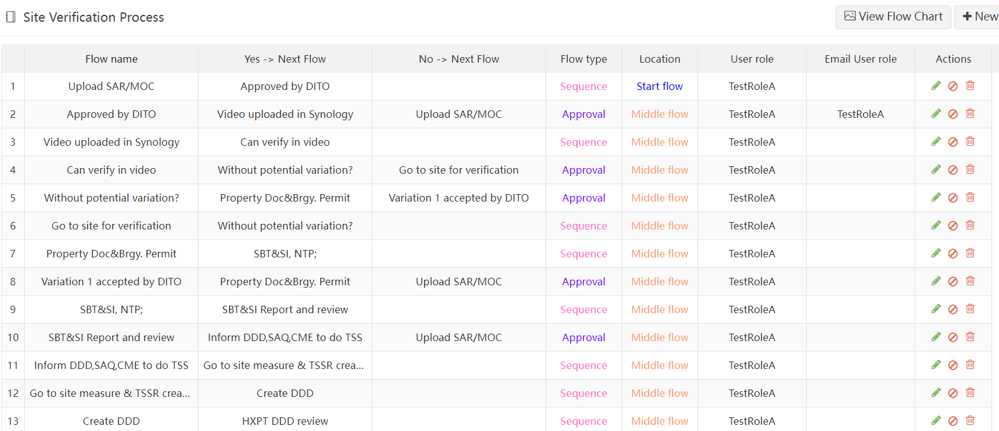 Site Verification Process View Flow Chart New
Flow name Yes -> Next Flow No -> Next Flow Flow type Location User role Email User role Actions
1 Upload SAR/MOC Approved by DITO Sequence Start flow TestRoleA
2 Approved by DITO Video uploaded in Synology Upload SAR/MOC Approval Middle flow TestRoleA TestRoleA
3 Video uploaded in Synology Can verify in video Sequence Middle flow TestRoleA
4 Can verify in video Without potential variation? Go to site for verification Approval Middle flow TestRoleA
5 Without potential variation? Property Doc&Brgy. Permit Variation 1 accepted by DITO Approval Middle flow TestRoleA
6 Go to site for verification Without potential variation? Sequence Middle flow TestRoleA
7 Property Doc&Brgy. Permit SBT&SI, NTP; Sequence Middle flow TestRoleA
8 Variation 1 accepted by DITO Property Doc&Brgy. Permit Upload SAR/MOC Approval Middle flow TestRoleA
9 SBT&SI, NTP; SBT&SI Report and review Sequence Middle flow TestRoleA
10 SBT&SI Report and review Inform DDD,SAQ,CME to do TSS Upload SAR/MOC Approval Middle flow TestRoleA
11 Inform DDD,SAQ,CME to do TSS Go to site measure & TSSR crea... Sequence Middle flow TestRoleA
12 Go to site measure & TSSR crea... Create DDD Sequence Middle flow TestRoleA
13 Create DDD HXPT DDD review Sequence Middle flow TestRoleA